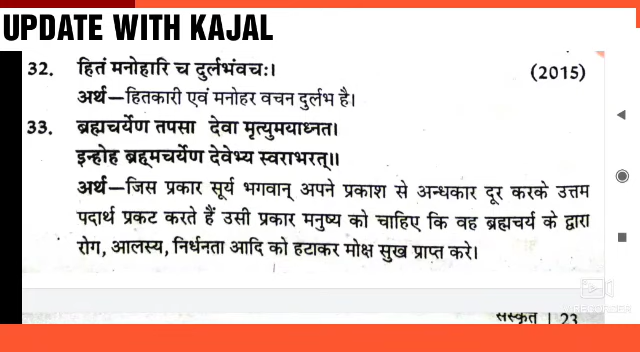 UPDATE WITH KAJAL
32. हितं मनोहारि च दुर्लभंवचः।
(2015)
अर्थ—हितकारी एवं मनोहर वचन दुर्लभ है।
33. ब्रह्मचर्येण तपसा देवा मृत्युमयाध्नत।
इन्होह ब्रह्मचर्येण देवेभ्य स्वराभरत्॥
अर्थ—जिस प्रकार सूर्य भगवान् अपने प्रकाश से अन्धकार दूर करके उत्तम
पदार्थ प्रकट करते हैं उसी प्रकार मनुष्य को चाहिए कि वह ब्रह्मचर्य के द्वारा
रोग, आलस्य, निर्धनता आदि को हटाकर मोक्ष सुख प्राप्त करे।
RECORDER
संस्कृत | 23